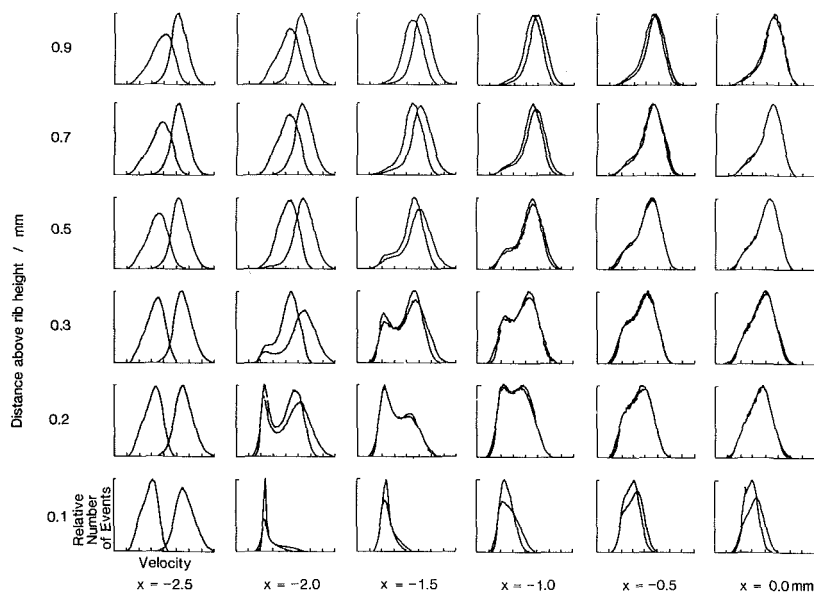 0.9
0.7
0.5
0.3
0.2
0.1
Distance above rib height / mm
Relative
Number
of Events
Velocity
x = −2.5
x = −2.0
x = −1.5
x = −1.0
x = −0.5
x = 0.0 mm